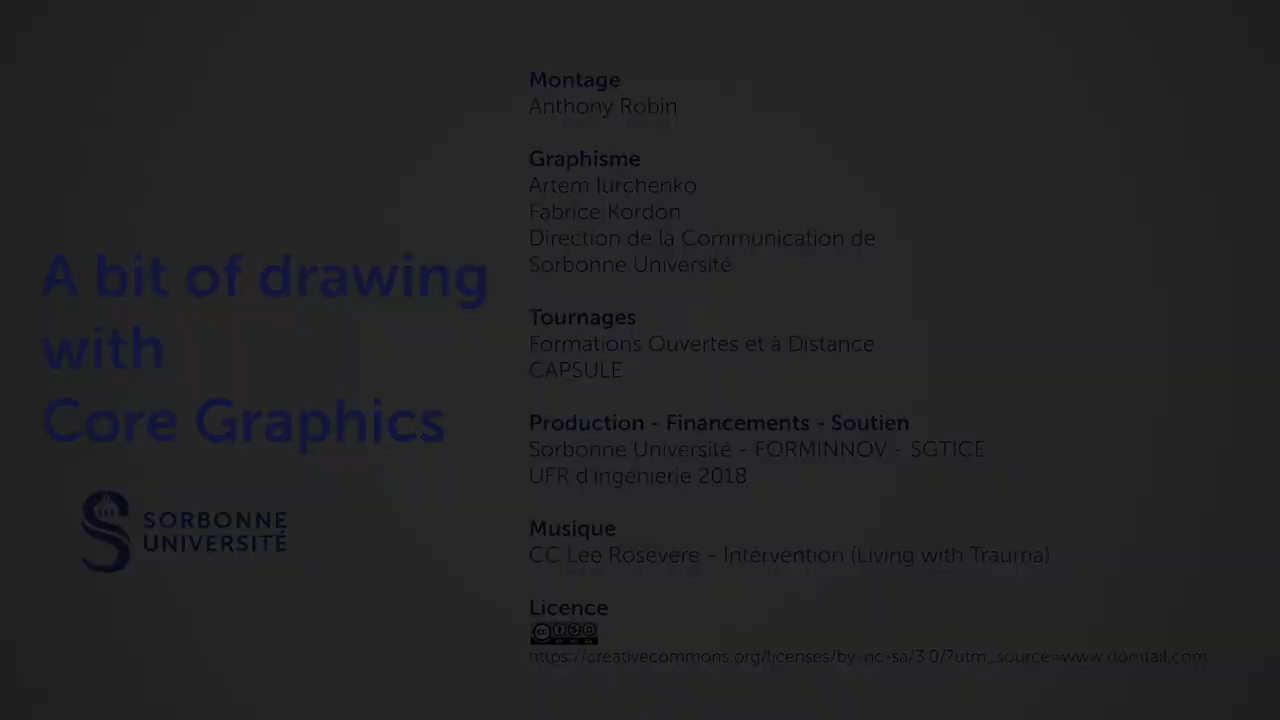 A bit of drawing
with
Core Graphics
SORBONNE
UNIVERSITÉ
Montage
Anthony Robin
Graphisme
Artem Iurchenko
Fabrice Kordon
Direction de la Communication de
Sorbonne Université
Tournages
Formations Ouvertes et à Distance
CAPSULE
Production - Financements - Soutien
Sorbonne Université - FORMINNOV - SGTICE
UFR d'ingénierie 2018
Musique
CC Lee Rosevere - Intervention (Living with Trauma)
Licence
https://creativecommons.org/licenses/by-nc-sa/3.0/?utm_source=www.domitail.com